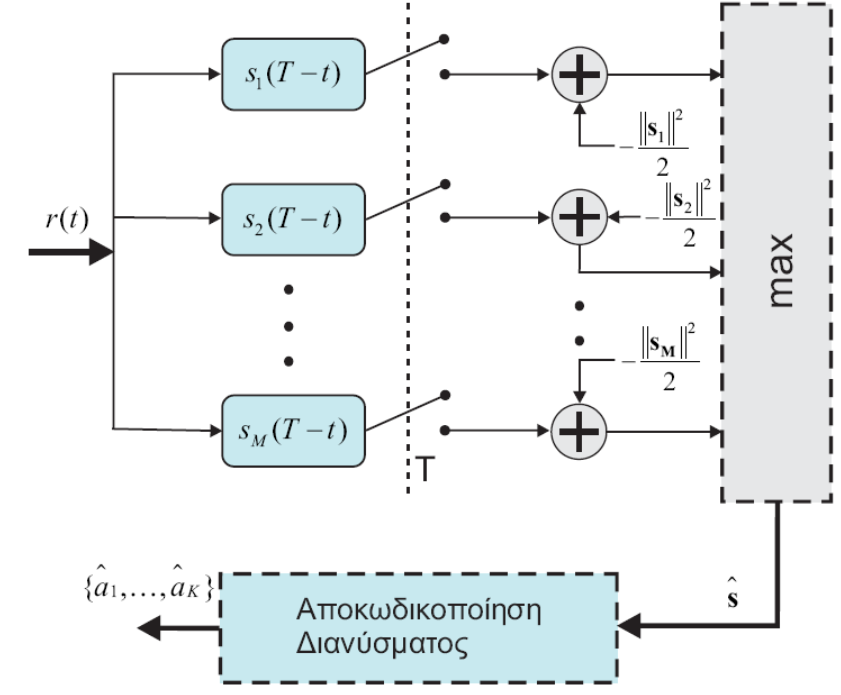 s₁(T−t)
−‖s₁‖²/2
r(t)
s₂(T−t)
−‖s₂‖²/2
max
−‖s_M‖²/2
s_M(T−t)
T
{â₁,...,â_K}
Αποκωδικοποίηση
Διανύσματος
ŝ